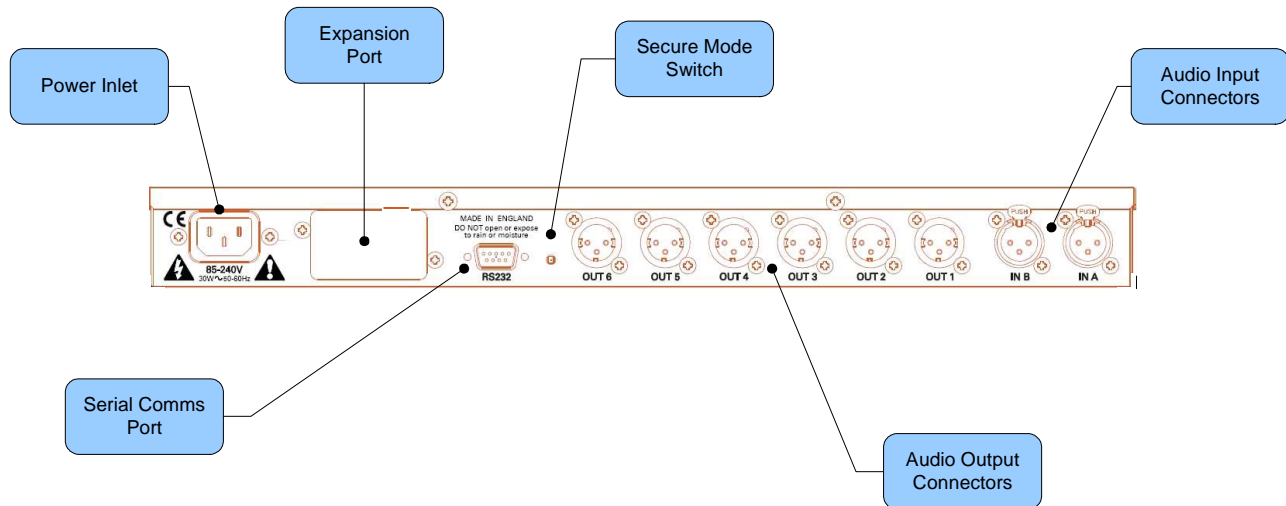 Expansion
Port
Secure Mode
Switch
Power Inlet
Audio Input
Connectors
CE
MADE IN ENGLAND
DO NOT open or expose
to rain or moisture
PUSH
PUSH
85-240V
30W~60-60Hz
RS232
OUT 6
OUT 5
OUT 4
OUT 3
OUT 2
OUT 1
IN B
IN A
Serial Comms
Port
Audio Output
Connectors